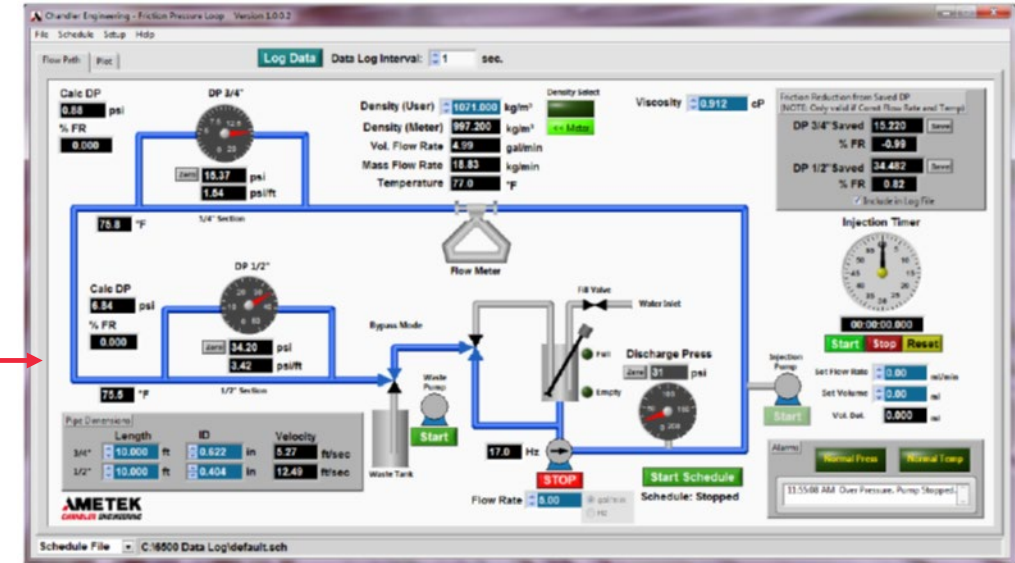 Chandler Engineering - Friction Pressure Loop Version 1.0.0.2
File Schedule Setup Help
Flow Path Plot
Log Data Data Log Interval: 1 sec.
Calc DP
0.88 psi
% FR
0.000
DP 3/4"
Zero 15.37 psi
1.54 psi/ft
75.8 °F
3/4" Section
Density (User) 1071.000 kg/m³
Density (Meter) 997.200 kg/m³
Vol. Flow Rate 4.99 gal/min
Mass Flow Rate 18.83 kg/min
Temperature 77.0 °F
Density Select
<< Meter
Viscosity 0.912 cP
Friction Reduction from Saved DP
(NOTE: Only valid if Const Flow Rate and Temp)
DP 3/4" Saved 15.220 Save
% FR -0.99
DP 1/2" Saved 34.482 Save
% FR 0.82
Include in Log File
Flow Meter
Injection Timer
00:00:00.000
Start Stop Reset
Calc DP
6.84 psi
% FR
0.000
DP 1/2"
Zero 34.20 psi
3.42 psi/ft
75.5 °F
1/2" Section
Bypass Mode
Fill Valve
Water Inlet
Full
Empty
Discharge Press
Zero 31 psi
Waste Pump
Start
Waste Tank
Injection Pump
Start
Set Flow Rate 0.00 ml/min
Set Volume 0.00 ml
Vol. Del. 0.000 ml
Pipe Dimensions
Length ID Velocity
3/4" 10.000 ft 0.622 in 5.27 ft/sec
1/2" 10.000 ft 0.404 in 12.49 ft/sec
17.0 Hz
STOP
Flow Rate 5.00 gal/min
Hz
Start Schedule
Schedule: Stopped
Alarms
Normal Press Normal Temp
11:55:08 AM Over Pressure. Pump Stopped.
AMETEK
CHANDLER ENGINEERING
Schedule File C:\6500 Data Log\default.sch